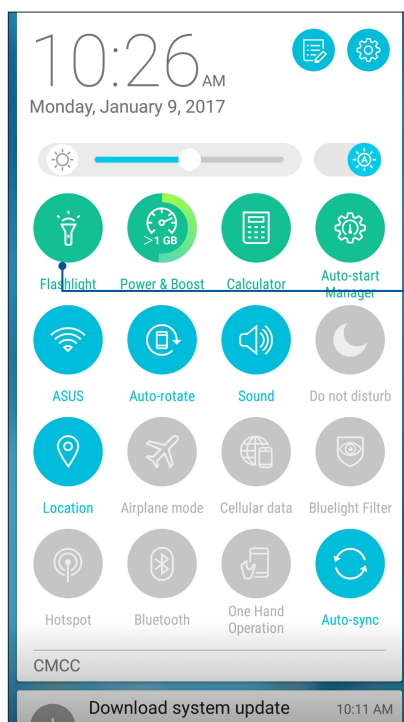 10:26 AM
Monday, January 9, 2017
A
>1 GB
Flashlight Power & Boost Calculator Auto-start
Manager
ASUS Auto-rotate Sound Do not disturb
Location Airplane mode Cellular data Bluelight Filter
Hotspot Bluetooth One Hand
Operation Auto-sync
CMCC
Download system update 10:11 AM